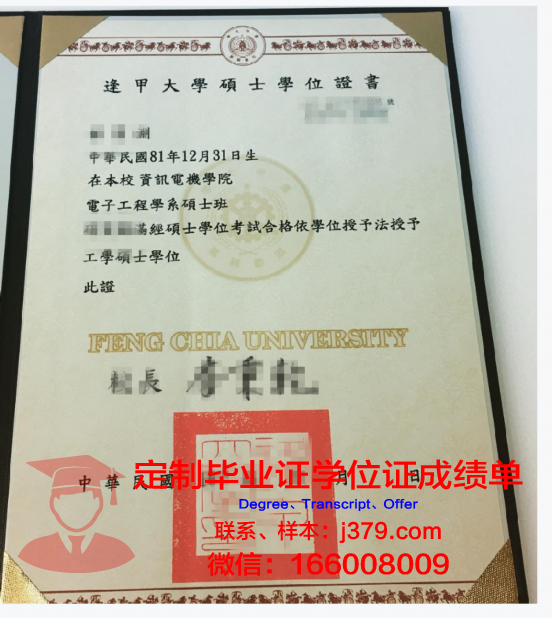 逢甲大學碩士學位證書
號
中華民國81年12月31日生
在本校 資訊電機學院
電子工程學系碩士班
經碩士學位考試合格依學位授予法授予
工學碩士學位
此證
FENG CHIA UNIVERSITY
校長
中華民國 月 日
定制毕业证学位证成绩单
Degree、Transcript、Offer
联系、样本：j379.com
微信：166008009